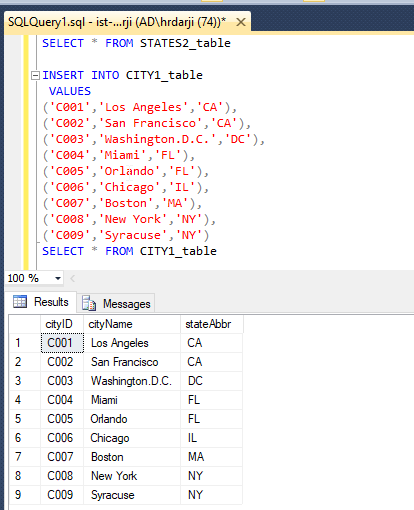 SQLQuery1.sql - ist-...rji (AD\hrdarji (74))*
SELECT * FROM STATES2_table
INSERT INTO CITY1_table
VALUES
('C001','Los Angeles','CA'),
('C002','San Francisco','CA'),
('C003','Washington.D.C.','DC'),
('C004','Miami','FL'),
('C005','Orlando','FL'),
('C006','Chicago','IL'),
('C007','Boston','MA'),
('C008','New York','NY'),
('C009','Syracuse','NY')
SELECT * FROM CITY1_table
100 %
Results Messages
cityID cityName stateAbbr
1 C001 Los Angeles CA
2 C002 San Francisco CA
3 C003 Washington.D.C. DC
4 C004 Miami FL
5 C005 Orlando FL
6 C006 Chicago IL
7 C007 Boston MA
8 C008 New York NY
9 C009 Syracuse NY